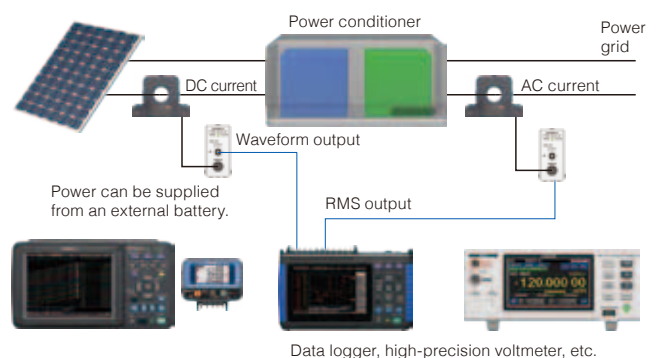 Power conditioner
Power
grid
DC current
AC current
Waveform output
Power can be supplied
from an external battery.
RMS output
-120.000 00
Data logger, high-precision voltmeter, etc.